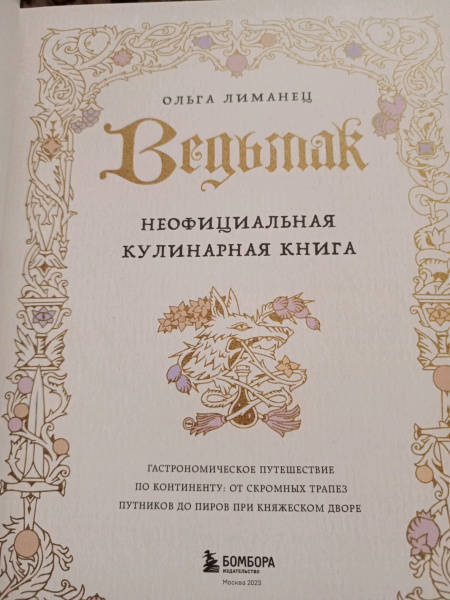 ОЛЬГА ЛИМАНЕЦ
Ведьмак
НЕОФИЦИАЛЬНАЯ
КУЛИНАРНАЯ КНИГА
ГАСТРОНОМИЧЕСКОЕ ПУТЕШЕСТВИЕ
ПО КОНТИНЕНТУ: ОТ СКРОМНЫХ ТРАПЕЗ
ПУТНИКОВ ДО ПИРОВ ПРИ КНЯЖЕСКОМ ДВОРЕ
БОМБОРА
ИЗДАТЕЛЬСТВО
Москва 2023